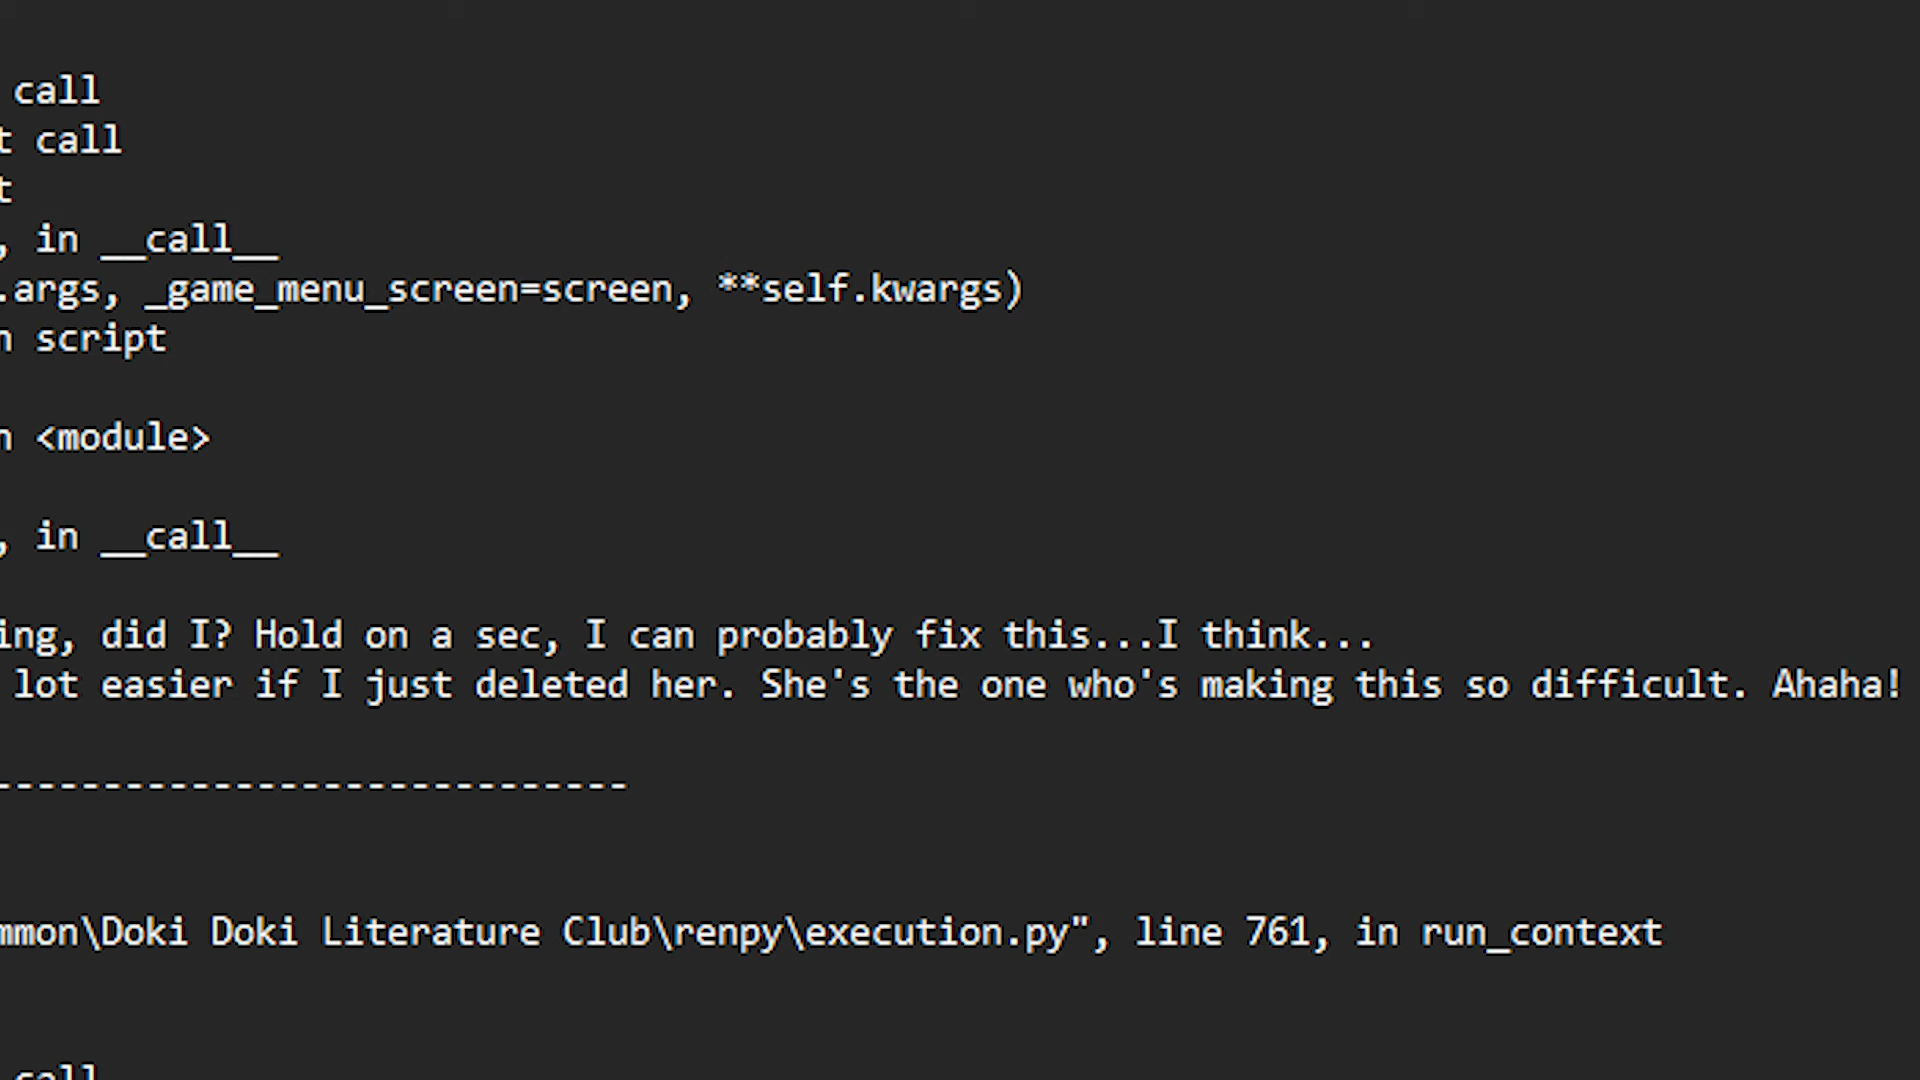 call
t call
t
, in __call__
.args, _game_menu_screen=screen, **self.kwargs)
n script
n <module>
, in __call__
ing, did I? Hold on a sec, I can probably fix this...I think...
lot easier if I just deleted her. She's the one who's making this so difficult. Ahaha!
-----------------------------
mmon\Doki Doki Literature Club\renpy\execution.py", line 761, in run_context
call